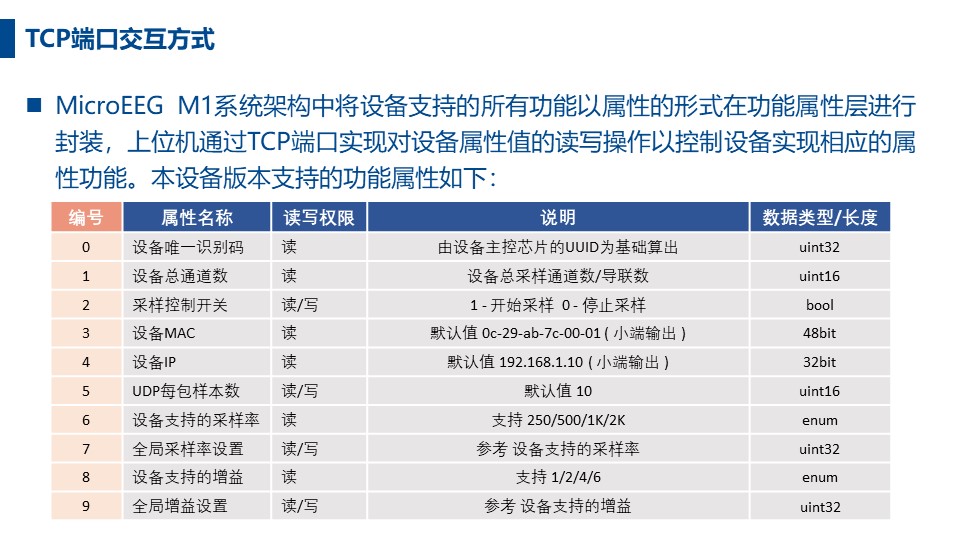 TCP端口交互方式
■ MicroEEG M1系统架构中将设备支持的所有功能以属性的形式在功能属性层进行
封装，上位机通过TCP端口实现对设备属性值的读写操作以控制设备实现相应的属
性功能。本设备版本支持的功能属性如下：
编号 属性名称 读写权限 说明 数据类型/长度
0 设备唯一识别码 读 由设备主控芯片的UUID为基础算出 uint32
1 设备总通道数 读 设备总采样通道数/导联数 uint16
2 采样控制开关 读/写 1 - 开始采样 0 - 停止采样 bool
3 设备MAC 读 默认值 0c-29-ab-7c-00-01 ( 小端输出 ) 48bit
4 设备IP 读 默认值 192.168.1.10 ( 小端输出 ) 32bit
5 UDP每包样本数 读/写 默认值 10 uint16
6 设备支持的采样率 读 支持 250/500/1K/2K enum
7 全局采样率设置 读/写 参考 设备支持的采样率 uint32
8 设备支持的增益 读 支持 1/2/4/6 enum
9 全局增益设置 读/写 参考 设备支持的增益 uint32